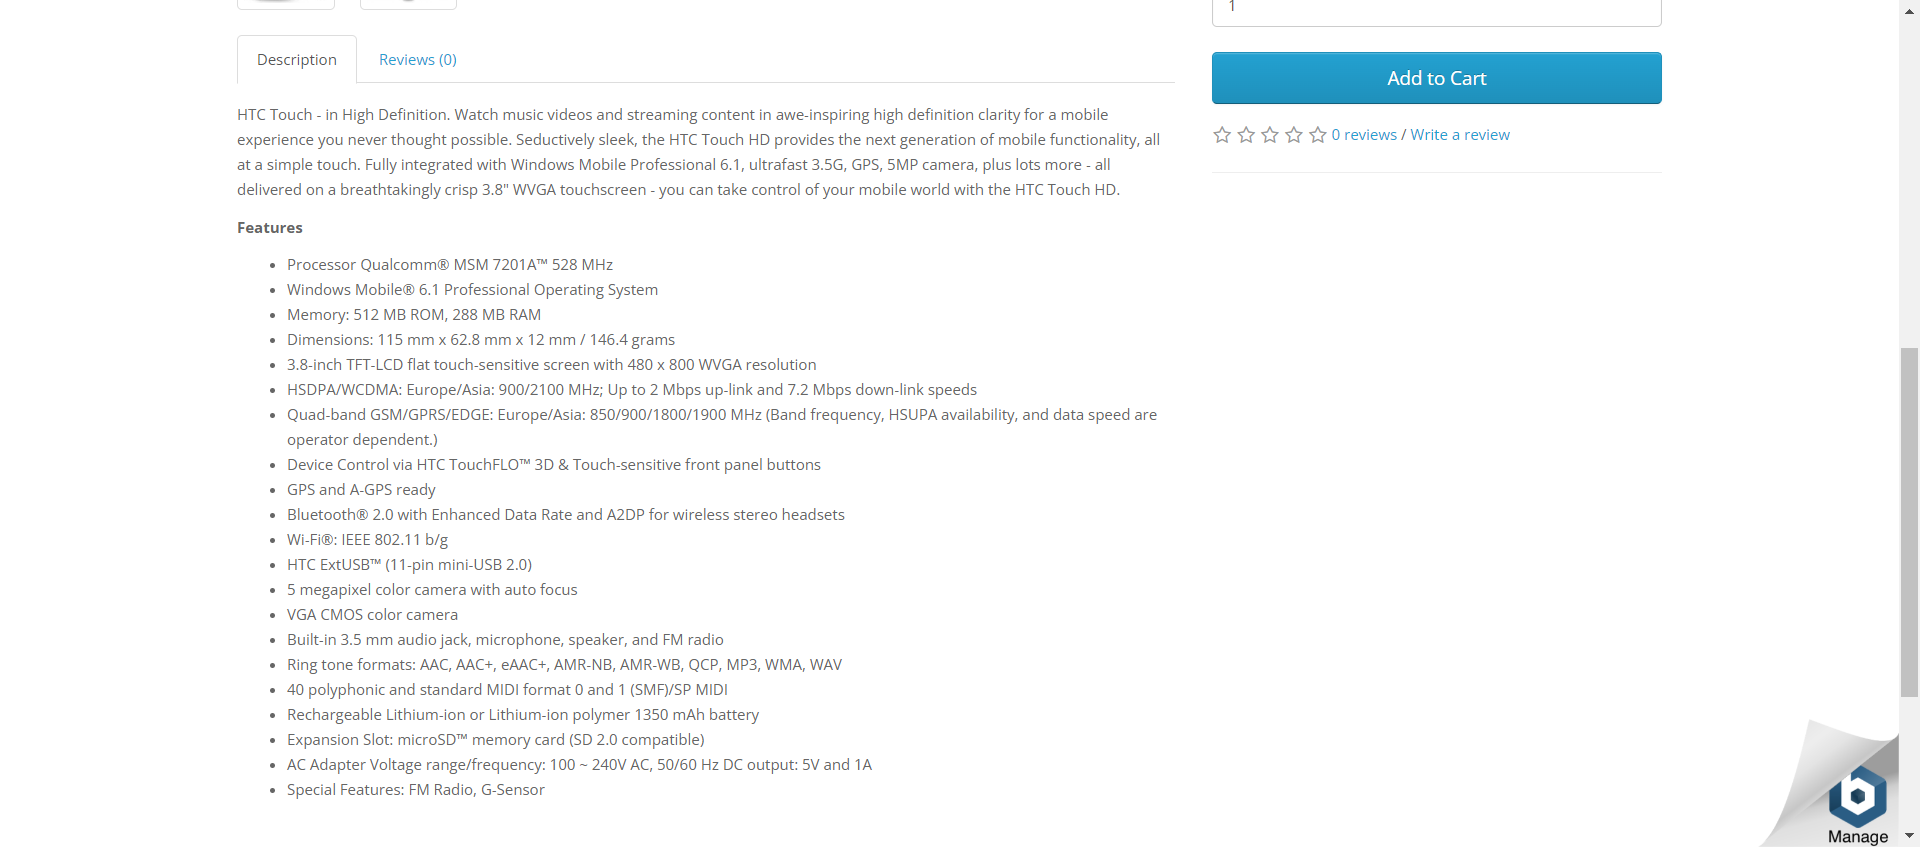 1
Description
Reviews (0)
Add to Cart
0 reviews / Write a review
HTC Touch - in High Definition. Watch music videos and streaming content in awe-inspiring high definition clarity for a mobile
experience you never thought possible. Seductively sleek, the HTC Touch HD provides the next generation of mobile functionality, all
at a simple touch. Fully integrated with Windows Mobile Professional 6.1, ultrafast 3.5G, GPS, 5MP camera, plus lots more - all
delivered on a breathtakingly crisp 3.8" WVGA touchscreen - you can take control of your mobile world with the HTC Touch HD.
Features
• Processor Qualcomm® MSM 7201A™ 528 MHz
• Windows Mobile® 6.1 Professional Operating System
• Memory: 512 MB ROM, 288 MB RAM
• Dimensions: 115 mm x 62.8 mm x 12 mm / 146.4 grams
• 3.8-inch TFT-LCD flat touch-sensitive screen with 480 x 800 WVGA resolution
• HSDPA/WCDMA: Europe/Asia: 900/2100 MHz; Up to 2 Mbps up-link and 7.2 Mbps down-link speeds
• Quad-band GSM/GPRS/EDGE: Europe/Asia: 850/900/1800/1900 MHz (Band frequency, HSUPA availability, and data speed are
operator dependent.)
• Device Control via HTC TouchFLO™ 3D & Touch-sensitive front panel buttons
• GPS and A-GPS ready
• Bluetooth® 2.0 with Enhanced Data Rate and A2DP for wireless stereo headsets
• Wi-Fi®: IEEE 802.11 b/g
• HTC ExtUSB™ (11-pin mini-USB 2.0)
• 5 megapixel color camera with auto focus
• VGA CMOS color camera
• Built-in 3.5 mm audio jack, microphone, speaker, and FM radio
• Ring tone formats: AAC, AAC+, eAAC+, AMR-NB, AMR-WB, QCP, MP3, WMA, WAV
• 40 polyphonic and standard MIDI format 0 and 1 (SMF)/SP MIDI
• Rechargeable Lithium-ion or Lithium-ion polymer 1350 mAh battery
• Expansion Slot: microSD™ memory card (SD 2.0 compatible)
• AC Adapter Voltage range/frequency: 100 ~ 240V AC, 50/60 Hz DC output: 5V and 1A
• Special Features: FM Radio, G-Sensor
b
Manage